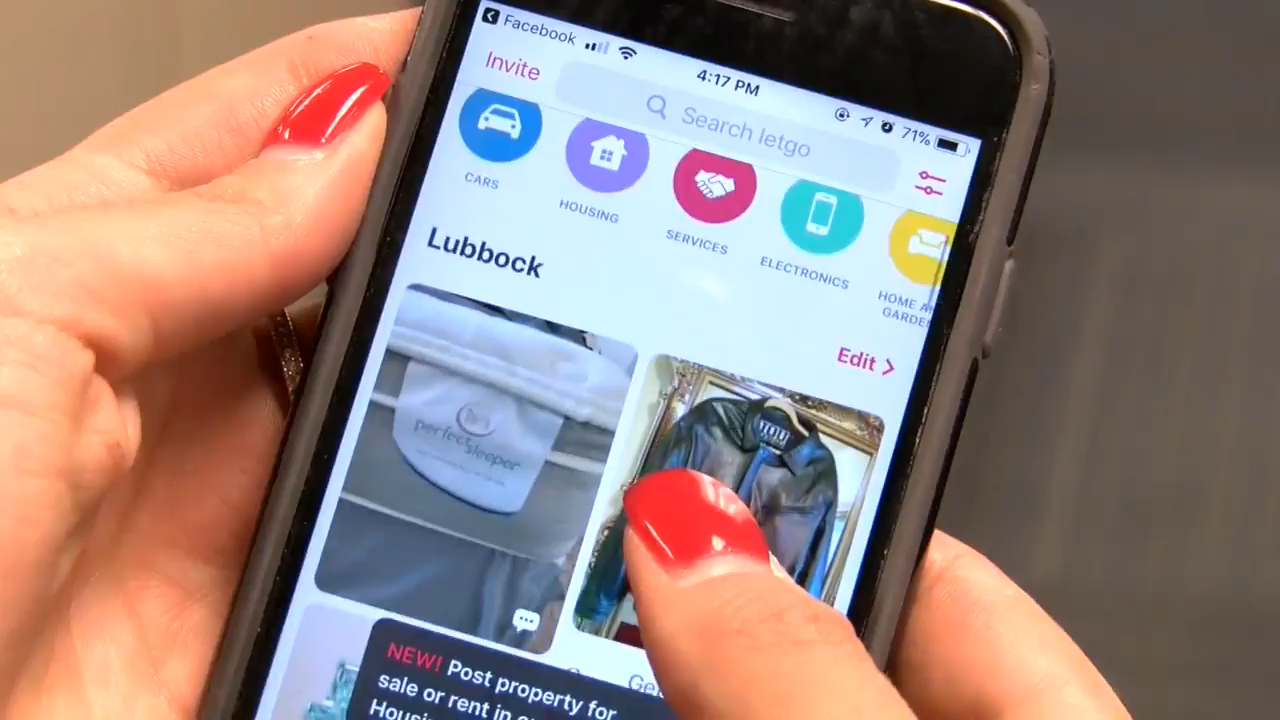 Facebook
4:17 PM
71%
Invite
Search letgo
CARS
HOUSING
SERVICES
ELECTRONICS
HOME
GARDEN
Lubbock
Edit >
perfect
sleeper
NEW! Post property for
sale or rent in